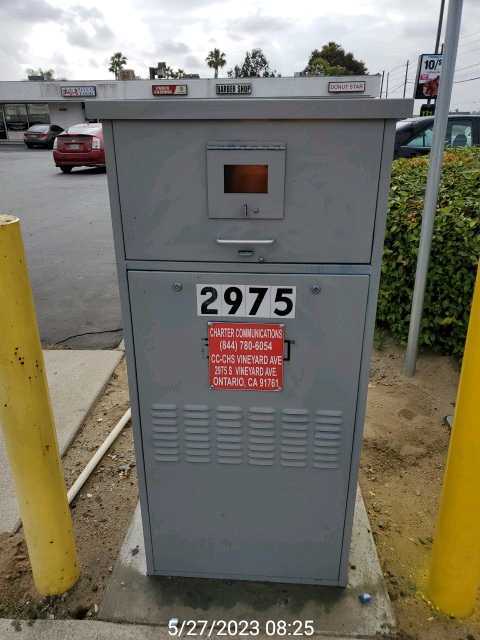 BARBER SHOP
DONUT STAR
10/$
2975
CHARTER COMMUNICATIONS
(844) 780-6054
CC-CHS VINEYARD AVE
2975 S. VINEYARD AVE.
ONTARIO, CA 91761
5/27/2023 08:25